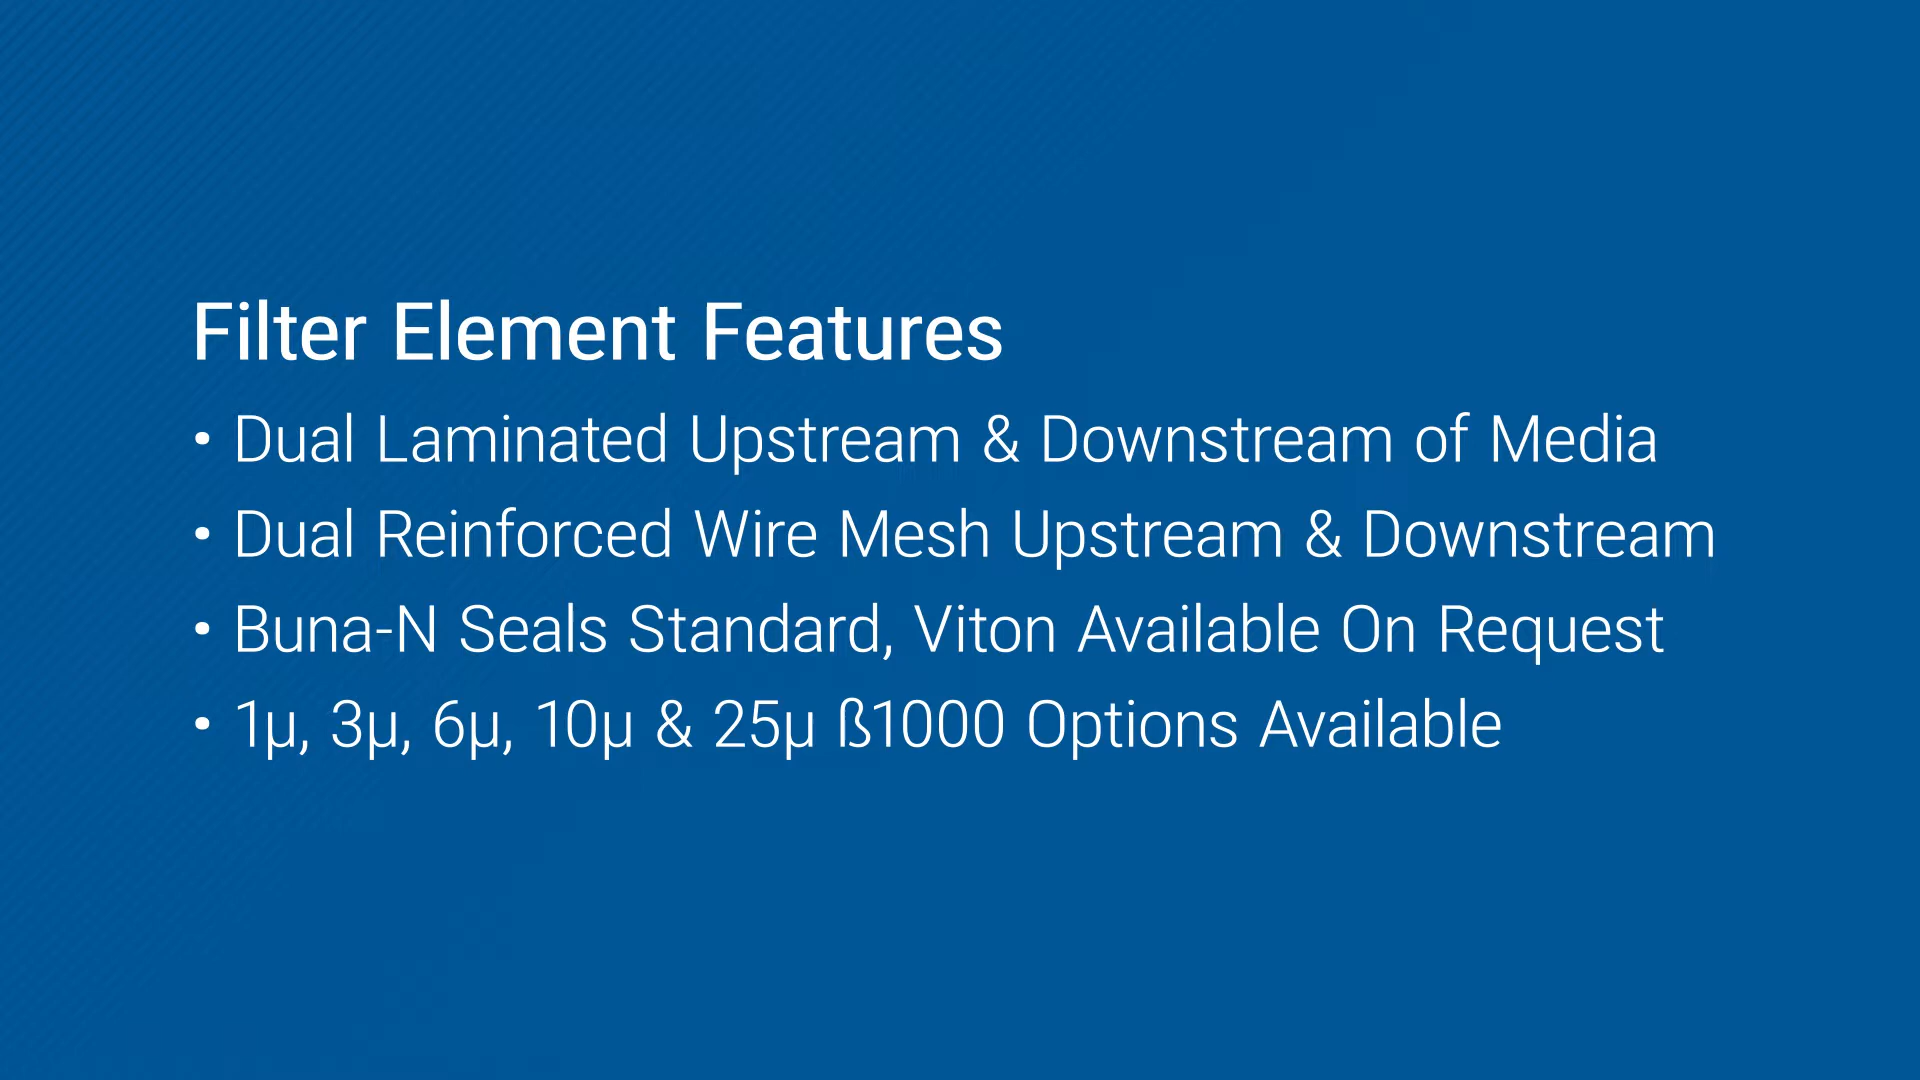 Filter Element Features
• Dual Laminated Upstream & Downstream of Media
• Dual Reinforced Wire Mesh Upstream & Downstream
• Buna-N Seals Standard, Viton Available On Request
• 1µ, 3µ, 6µ, 10µ & 25µ ß1000 Options Available